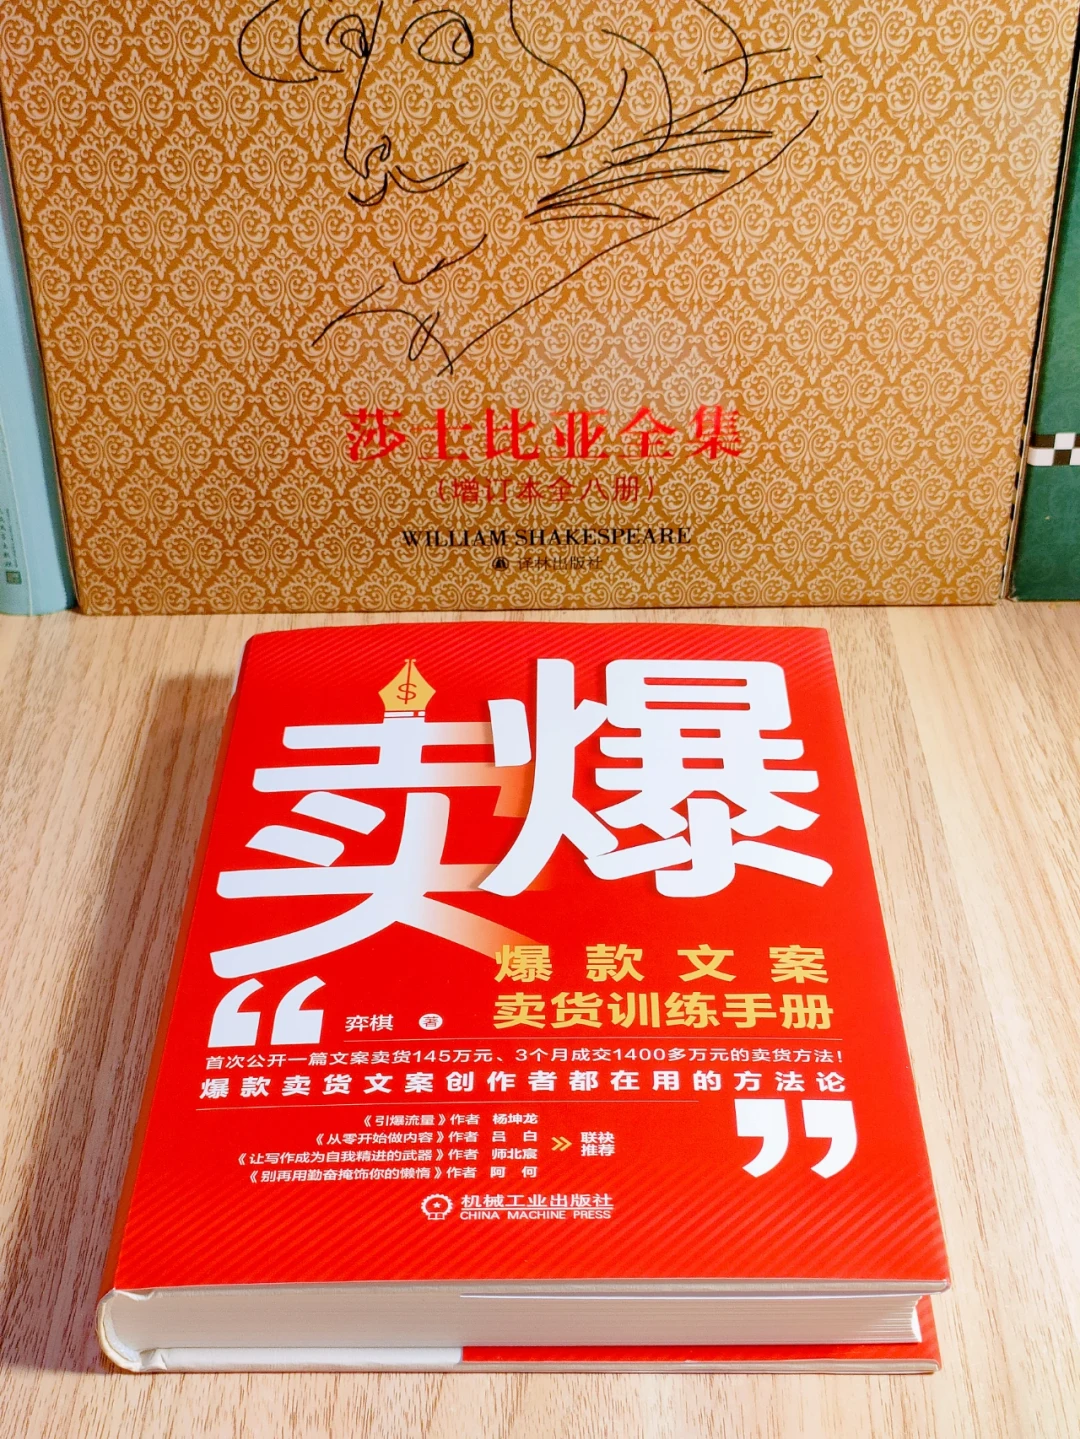 莎士比亚全集
(增订本全八册)
WILLIAM SHAKESPEARE
译林出版社
$
卖爆
爆款文案
卖货训练手册
“
弈棋 著
首次公开一篇文案卖货145万元、3个月成交1400多万元的卖货方法！
爆款卖货文案创作者都在用的方法论
”
《引爆流量》作者 杨坤龙
《从零开始做内容》作者 吕白
《让写作成为自我精进的武器》作者 师北宸
《别再用勤奋掩饰你的懒惰》作者 阿何
联袂
推荐
机械工业出版社
CHINA MACHINE PRESS